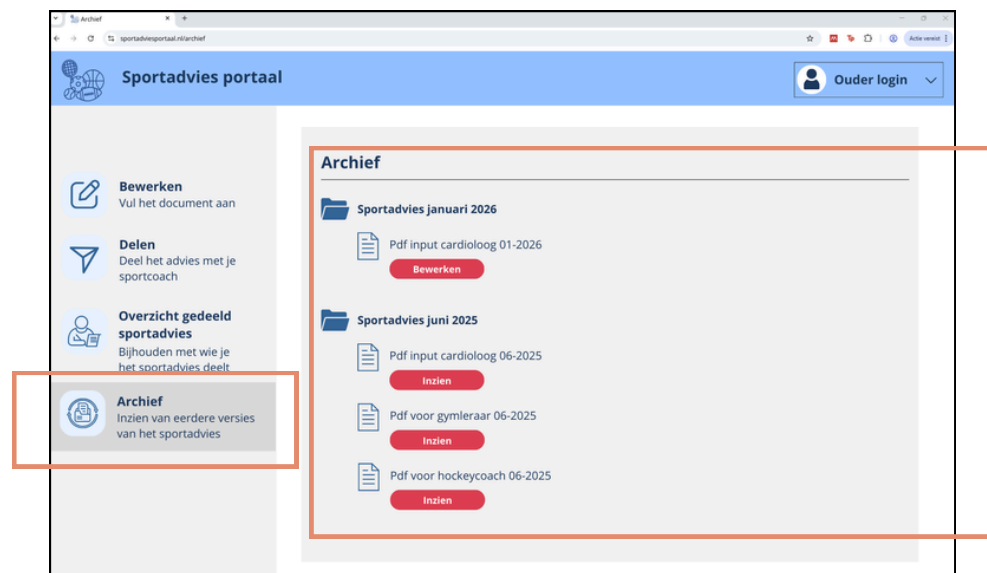 Archief
sportadviesportaal.nl/archief
Actie vereist
Sportadvies portaal
Ouder login
Bewerken
Vul het document aan
Delen
Deel het advies met je
sportcoach
Overzicht gedeeld
sportadvies
Bijhouden met wie je
het sportadvies deelt
Archief
Inzien van eerdere versies
van het sportadvies
Archief
Sportadvies januari 2026
Pdf input cardioloog 01-2026
Bewerken
Sportadvies juni 2025
Pdf input cardioloog 06-2025
Inzien
Pdf voor gymleraar 06-2025
Inzien
Pdf voor hockeycoach 06-2025
Inzien